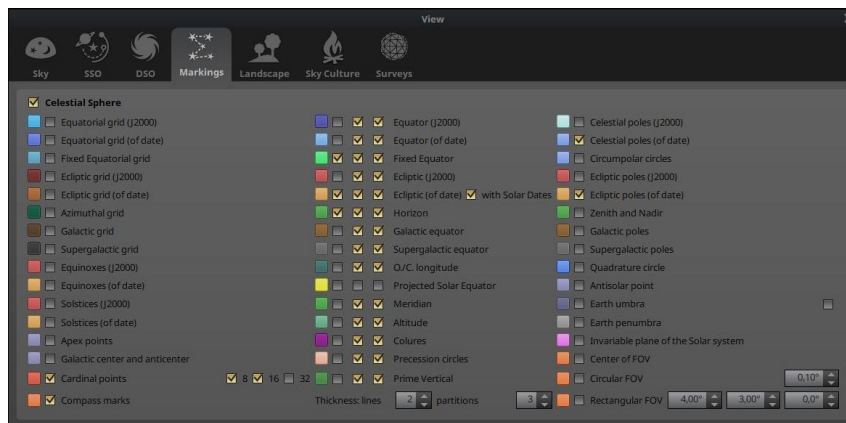 View
Sky SSO DSO Markings Landscape Sky Culture Surveys
Celestial Sphere
Equatorial grid (J2000) Equator (J2000) Celestial poles (J2000)
Equatorial grid (of date) Equator (of date) Celestial poles (of date)
Fixed Equatorial grid Fixed Equator Circumpolar circles
Ecliptic grid (J2000) Ecliptic (J2000) Ecliptic poles (J2000)
Ecliptic grid (of date) Ecliptic (of date) with Solar Dates Ecliptic poles (of date)
Azimuthal grid Horizon Zenith and Nadir
Galactic grid Galactic equator Galactic poles
Supergalactic grid Supergalactic equator Supergalactic poles
Equinoxes (J2000) O./C. longitude Quadrature circle
Equinoxes (of date) Projected Solar Equator Antisolar point
Solstices (J2000) Meridian Earth umbra
Solstices (of date) Altitude Earth penumbra
Apex points Colures Invariable plane of the Solar system
Galactic center and anticenter Precession circles Center of FOV
Cardinal points 8 16 32 Prime Vertical Circular FOV 0,10°
Compass marks Thickness: lines 2 partitions 3 Rectangular FOV 4,00° 3,00° 0,0°